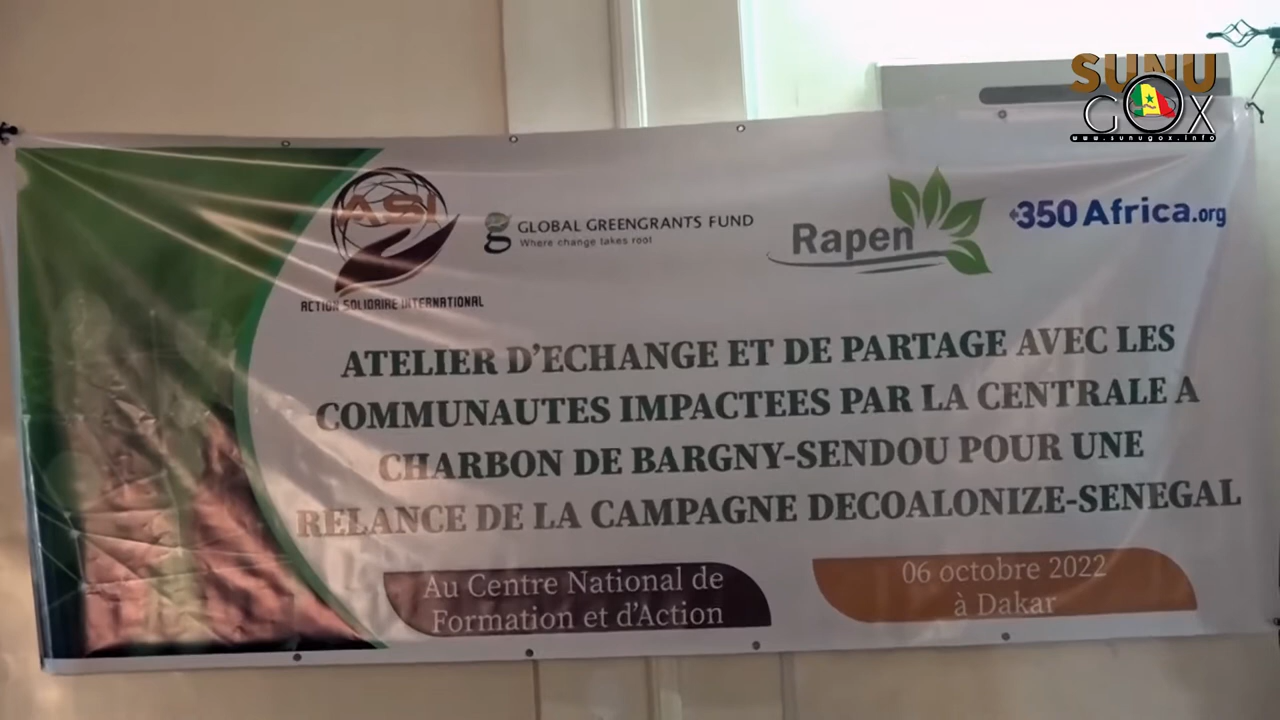 SUNU
GOX
www.sunugox.info
ASI
ACTION SOLIDAIRE INTERNATIONAL
GLOBAL GREENGRANTS FUND
Where change takes root
Rapen
350Africa.org
ATELIER D'ECHANGE ET DE PARTAGE AVEC LES
COMMUNAUTES IMPACTEES PAR LA CENTRALE A
CHARBON DE BARGNY-SENDOU POUR UNE
RELANCE DE LA CAMPAGNE DECOALONIZE-SENEGAL
Au Centre National de
Formation et d'Action
06 octobre 2022
à Dakar